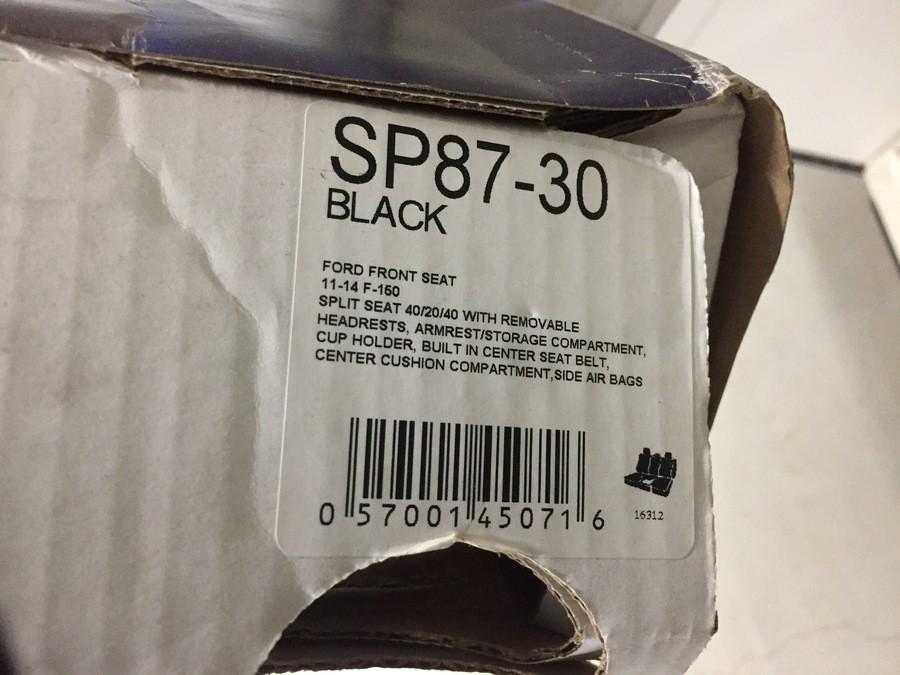 SP87-30
BLACK
FORD FRONT SEAT
11-14 F-150
SPLIT SEAT 40/20/40 WITH REMOVABLE
HEADRESTS, ARMREST/STORAGE COMPARTMENT,
CUP HOLDER, BUILT IN CENTER SEAT BELT,
CENTER CUSHION COMPARTMENT,SIDE AIR BAGS
0 57001 45071 6
16312